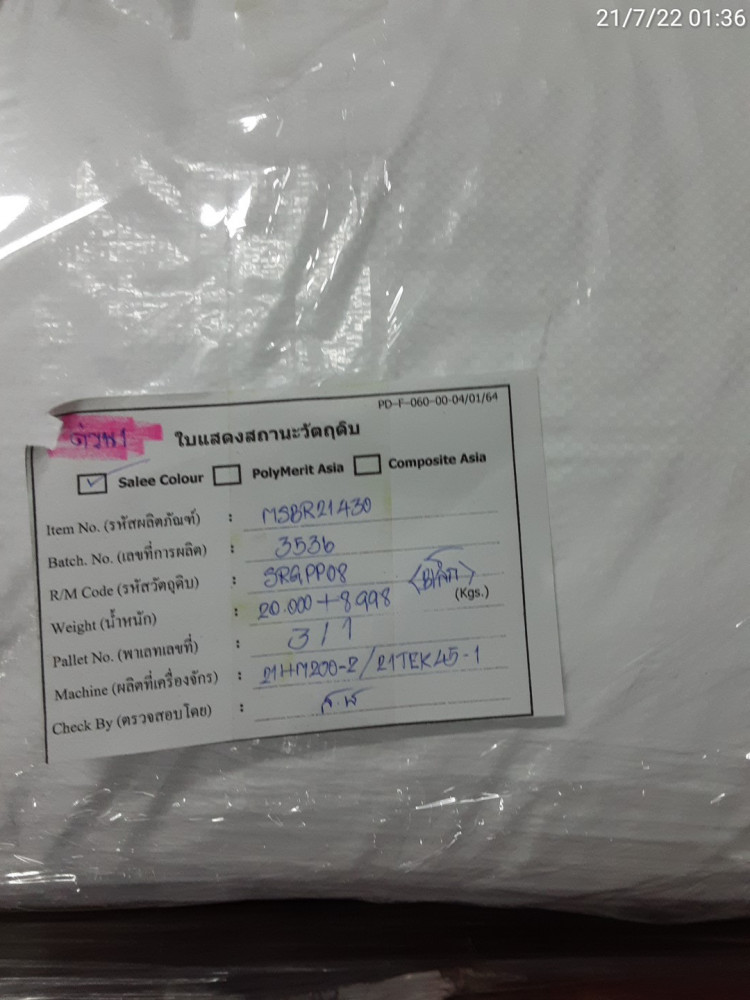 21/7/22 01:36
PD-F-060-00-04/01/64
ด่วน1
ใบแสดงสถานะวัตถุดิบ
Salee Colour PolyMerit Asia Composite Asia
Item No. (รหัสผลิตภัณฑ์) : MSBR21430
Batch. No. (เลขที่การผลิต) : 3536
R/M Code (รหัสวัตถุดิบ) : SRGPP08
Weight (น้ำหนัก) : 20.000+8.998 (Kgs.)
Pallet No. (พาเลทเลขที่) : 3/1
Machine (ผลิตที่เครื่องจักร) : 21HM200-2/21TEK45-1
Check By (ตรวจสอบโดย) :